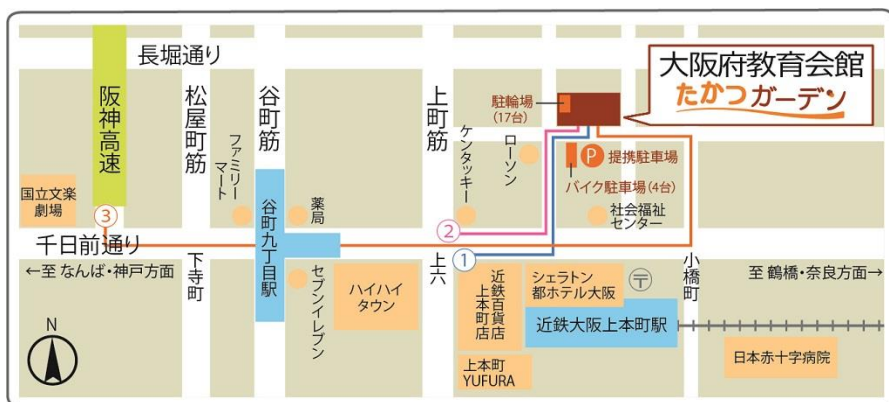 長堀通り
阪神高速
松屋町筋
谷町筋
上町筋
大阪府教育会館
たかつガーデン
駐輪場
(17台)
ファミリー
マート
ケンタッキー
ローソン
P
提携駐車場
バイク駐車場(4台)
国立文楽
劇場
谷町九丁目駅
薬局
社会福祉
センター
③
②
①
千日前通り
←至 なんば・神戸方面
下寺町
セブンイレブン
ハイハイ
タウン
上六
近鉄百貨店
上本町店
シェラトン
都ホテル大阪
〒
小橋町
至 鶴橋・奈良方面→
近鉄大阪上本町駅
N
上本町
YUFURA
日本赤十字病院